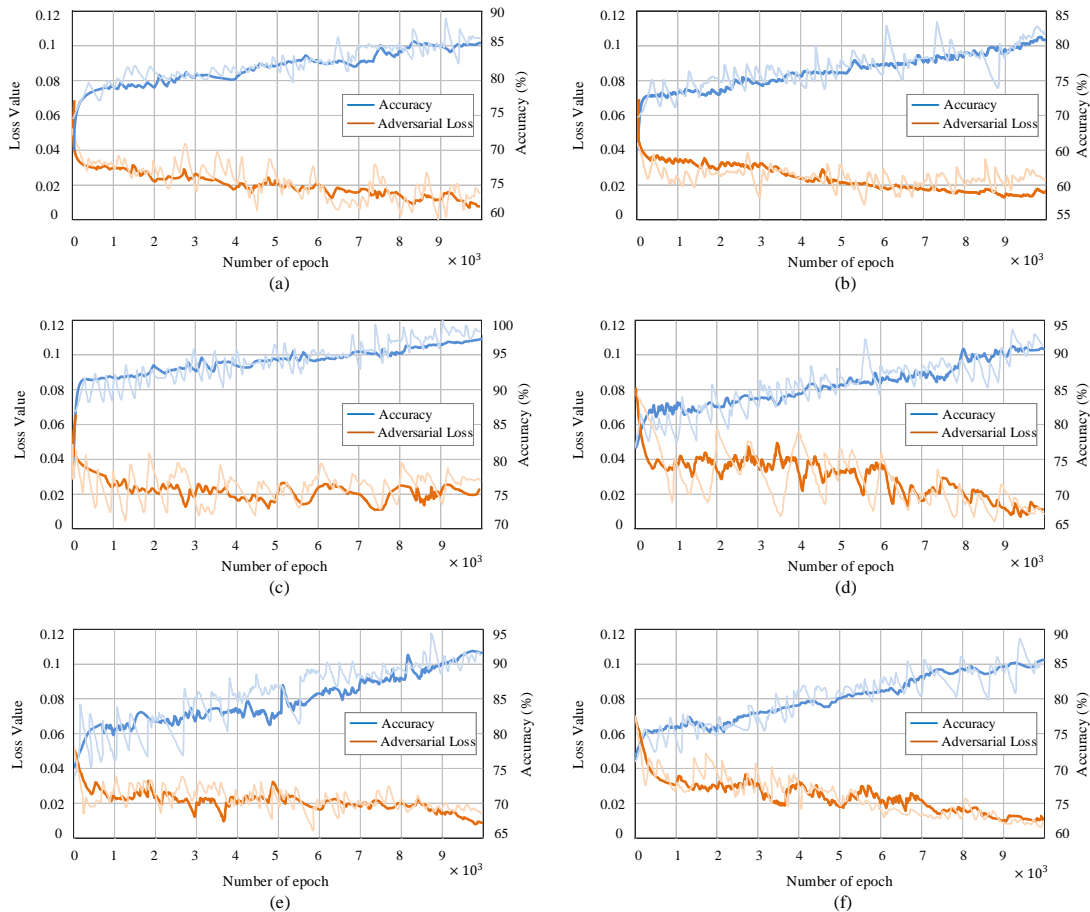 Loss Value
0.12
0.1
0.08
0.06
0.04
0.02
0
Accuracy
Adversarial Loss
90
85
80
75
70
65
60
Accuracy (%)
0 1 2 3 4 5 6 7 8 9
Number of epoch
× 10³
(a)
Loss Value
0.12
0.1
0.08
0.06
0.04
0.02
0
Accuracy
Adversarial Loss
85
80
75
70
60
60
55
Accuracy (%)
0 1 2 3 4 5 6 7 8 9
Number of epoch
× 10³
(b)
Loss Value
0.12
0.1
0.08
0.06
0.04
0.02
0
Accuracy
Adversarial Loss
100
95
90
85
80
75
70
Accuracy (%)
0 1 2 3 4 5 6 7 8 9
Number of epoch
× 10³
(c)
Loss Value
0.12
0.1
0.08
0.06
0.04
0.02
0
Accuracy
Adversarial Loss
95
90
85
80
75
70
65
Accuracy (%)
0 1 2 3 4 5 6 7 8 9
Number of epoch
× 10³
(d)
Loss Value
0.12
0.1
0.08
0.06
0.04
0.02
0
Accuracy
Adversarial Loss
95
90
85
80
75
70
65
Accuracy (%)
0 1 2 3 4 5 6 7 8 9
Number of epoch
× 10³
(e)
Loss Value
0.12
0.1
0.08
0.06
0.04
0.02
0
Accuracy
Adversarial Loss
90
85
80
75
70
75
60
Accuracy (%)
0 1 2 3 4 5 6 7 8 9
Number of epoch
× 10³
(f)